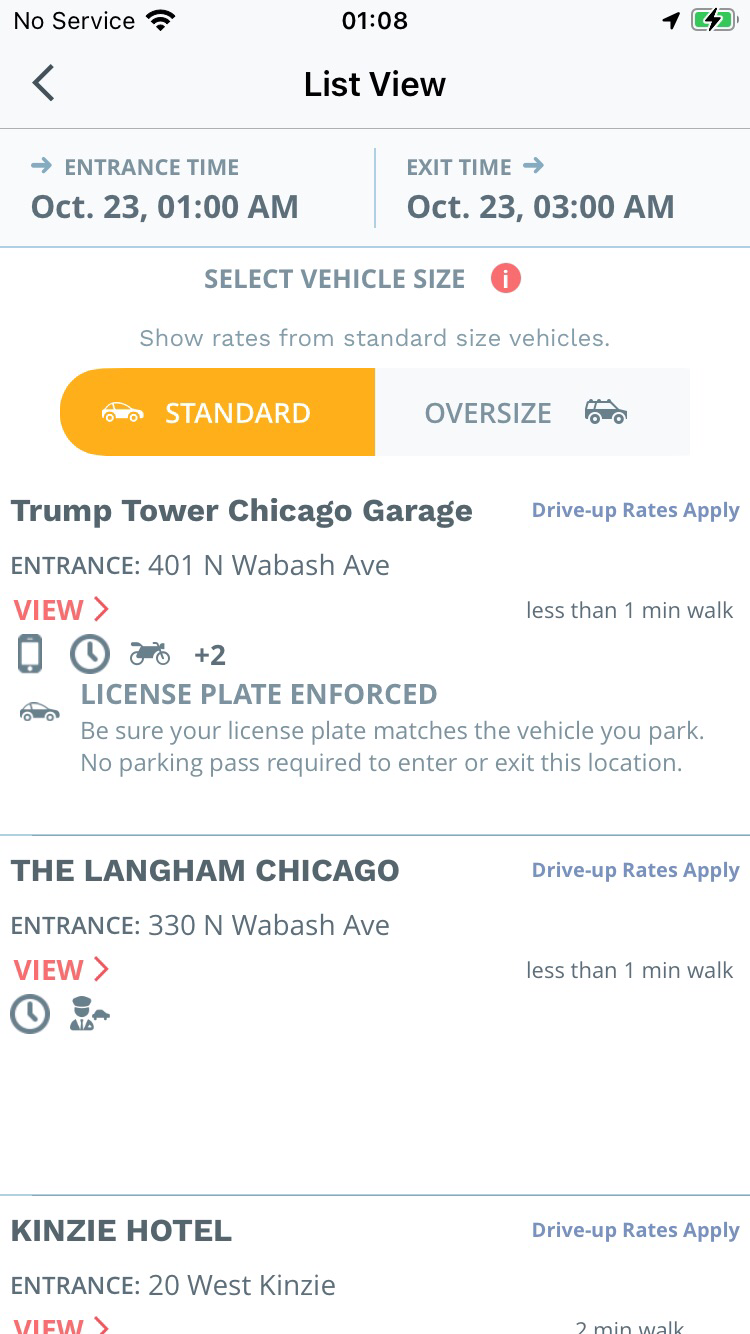 No Service 01:08
List View
ENTRANCE TIME EXIT TIME
Oct. 23, 01:00 AM Oct. 23, 03:00 AM
SELECT VEHICLE SIZE i
Show rates from standard size vehicles.
STANDARD OVERSIZE
Trump Tower Chicago Garage Drive-up Rates Apply
ENTRANCE: 401 N Wabash Ave
VIEW less than 1 min walk
+2
LICENSE PLATE ENFORCED
Be sure your license plate matches the vehicle you park.
No parking pass required to enter or exit this location.
THE LANGHAM CHICAGO Drive-up Rates Apply
ENTRANCE: 330 N Wabash Ave
VIEW less than 1 min walk
KINZIE HOTEL Drive-up Rates Apply
ENTRANCE: 20 West Kinzie
VIEW 2 min walk